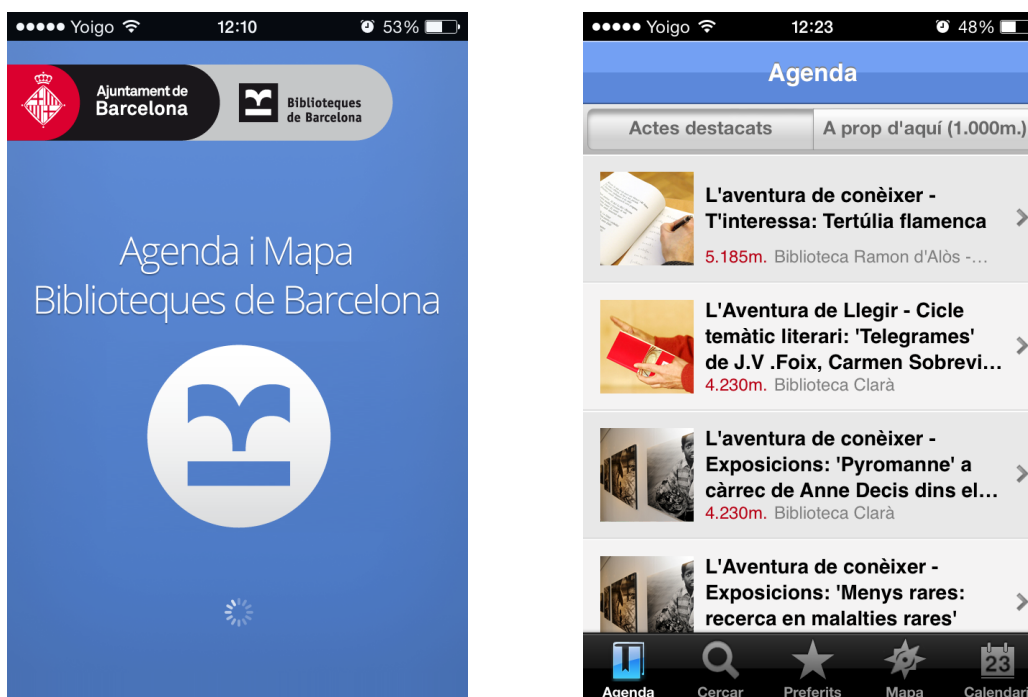 Yoigo 12:10 53%
Ajuntament de
Barcelona
Biblioteques
de Barcelona
Agenda i Mapa
Biblioteques de Barcelona
Yoigo 12:23 48%
Agenda
Actes destacats A prop d'aquí (1.000m.)
L'aventura de conèixer -
T'interessa: Tertúlia flamenca
5.185m. Biblioteca Ramon d'Alòs -...
L'Aventura de Llegir - Cicle
temàtic literari: 'Telegrames'
de J.V .Foix, Carmen Sobrevi...
4.230m. Biblioteca Clarà
L'aventura de conèixer -
Exposicions: 'Pyromanne' a
càrrec de Anne Decis dins el...
4.230m. Biblioteca Clarà
L'Aventura de conèixer -
Exposicions: 'Menys rares:
recerca en malalties rares'
23
Agenda Cercar Preferits Mapa Calendari